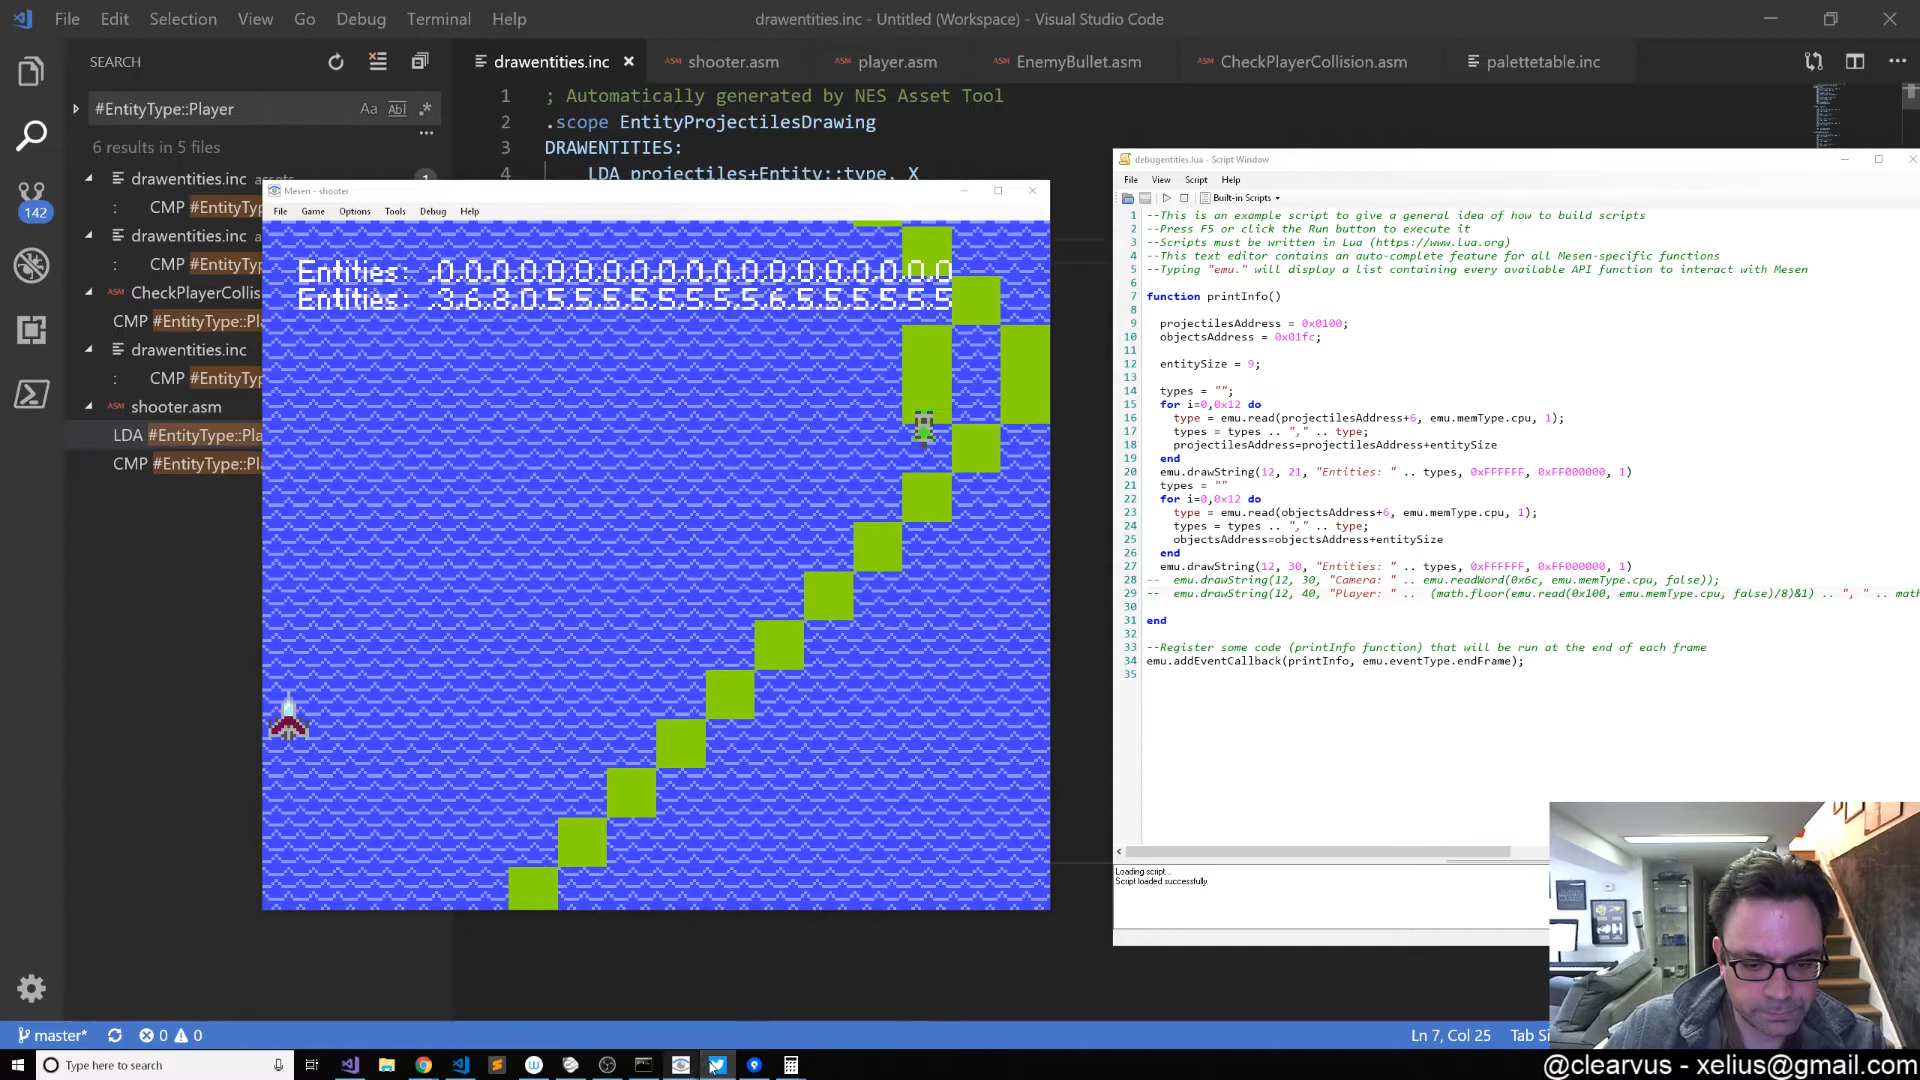 File Edit Selection View Go Debug Terminal Help
drawentities.inc - Untitled (Workspace) - Visual Studio Code
SEARCH
#EntityType::Player
Aa Abl .*
6 results in 5 files
drawentities.inc assets
1
: CMP #EntityTyp
drawentities.inc a
: CMP #EntityTyp
CheckPlayerCollis
CMP #EntityType::Pla
drawentities.inc
: CMP #EntityTyp
shooter.asm
LDA #EntityType::Pla
CMP #EntityType::Pla
142
drawentities.inc
ASM shooter.asm
ASM player.asm
ASM EnemyBullet.asm
ASM CheckPlayerCollision.asm
palettetable.inc
1 ; Automatically generated by NES Asset Tool
2 .scope EntityProjectilesDrawing
3 DRAWENTITIES:
4 LDA projectiles+Entity::type, X
Mesen - shooter
File Game Options Tools Debug Help
Entities: ,0,0,0,0,0,0,0,0,0,0,0,0,0,0,0,0,0,0,0
Entities: ,3,6,8,0,5,5,5,5,5,5,5,5,6,5,5,5,5,5,5
debugentities.lua - Script Window
File View Script Help
Built-in Scripts
1 --This is an example script to give a general idea of how to build scripts
2 --Press F5 or click the Run button to execute it
3 --Scripts must be written in Lua (https://www.lua.org)
4 --This text editor contains an auto-complete feature for all Mesen-specific functions
5 --Typing "emu." will display a list containing every available API function to interact with Mesen
6
7 function printInfo()
8
9 projectilesAddress = 0x0100;
10 objectsAddress = 0x01fc;
11
12 entitySize = 9;
13
14 types = "";
15 for i=0,0x12 do
16 type = emu.read(projectilesAddress+6, emu.memType.cpu, 1);
17 types = types .. "," .. type;
18 projectilesAddress=projectilesAddress+entitySize
19 end
20 emu.drawString(12, 21, "Entities: " .. types, 0xFFFFFF, 0xFF000000, 1)
21 types = ""
22 for i=0,0x12 do
23 type = emu.read(objectsAddress+6, emu.memType.cpu, 1);
24 types = types .. "," .. type;
25 objectsAddress=objectsAddress+entitySize
26 end
27 emu.drawString(12, 30, "Entities: " .. types, 0xFFFFFF, 0xFF000000, 1)
28 -- emu.drawString(12, 30, "Camera: " .. emu.readWord(0x6c, emu.memType.cpu, false));
29 -- emu.drawString(12, 40, "Player: " .. (math.floor(emu.read(0x100, emu.memType.cpu, false)/8)&1) .. ", " .. math
30
31 end
32
33 --Register some code (printInfo function) that will be run at the end of each frame
34 emu.addEventCallback(printInfo, emu.eventType.endFrame);
35
Loading script...
Script loaded successfully.
master* 0 0
Ln 7, Col 25 Tab Si
Type here to search
@clearvus - xelius@gmail.com